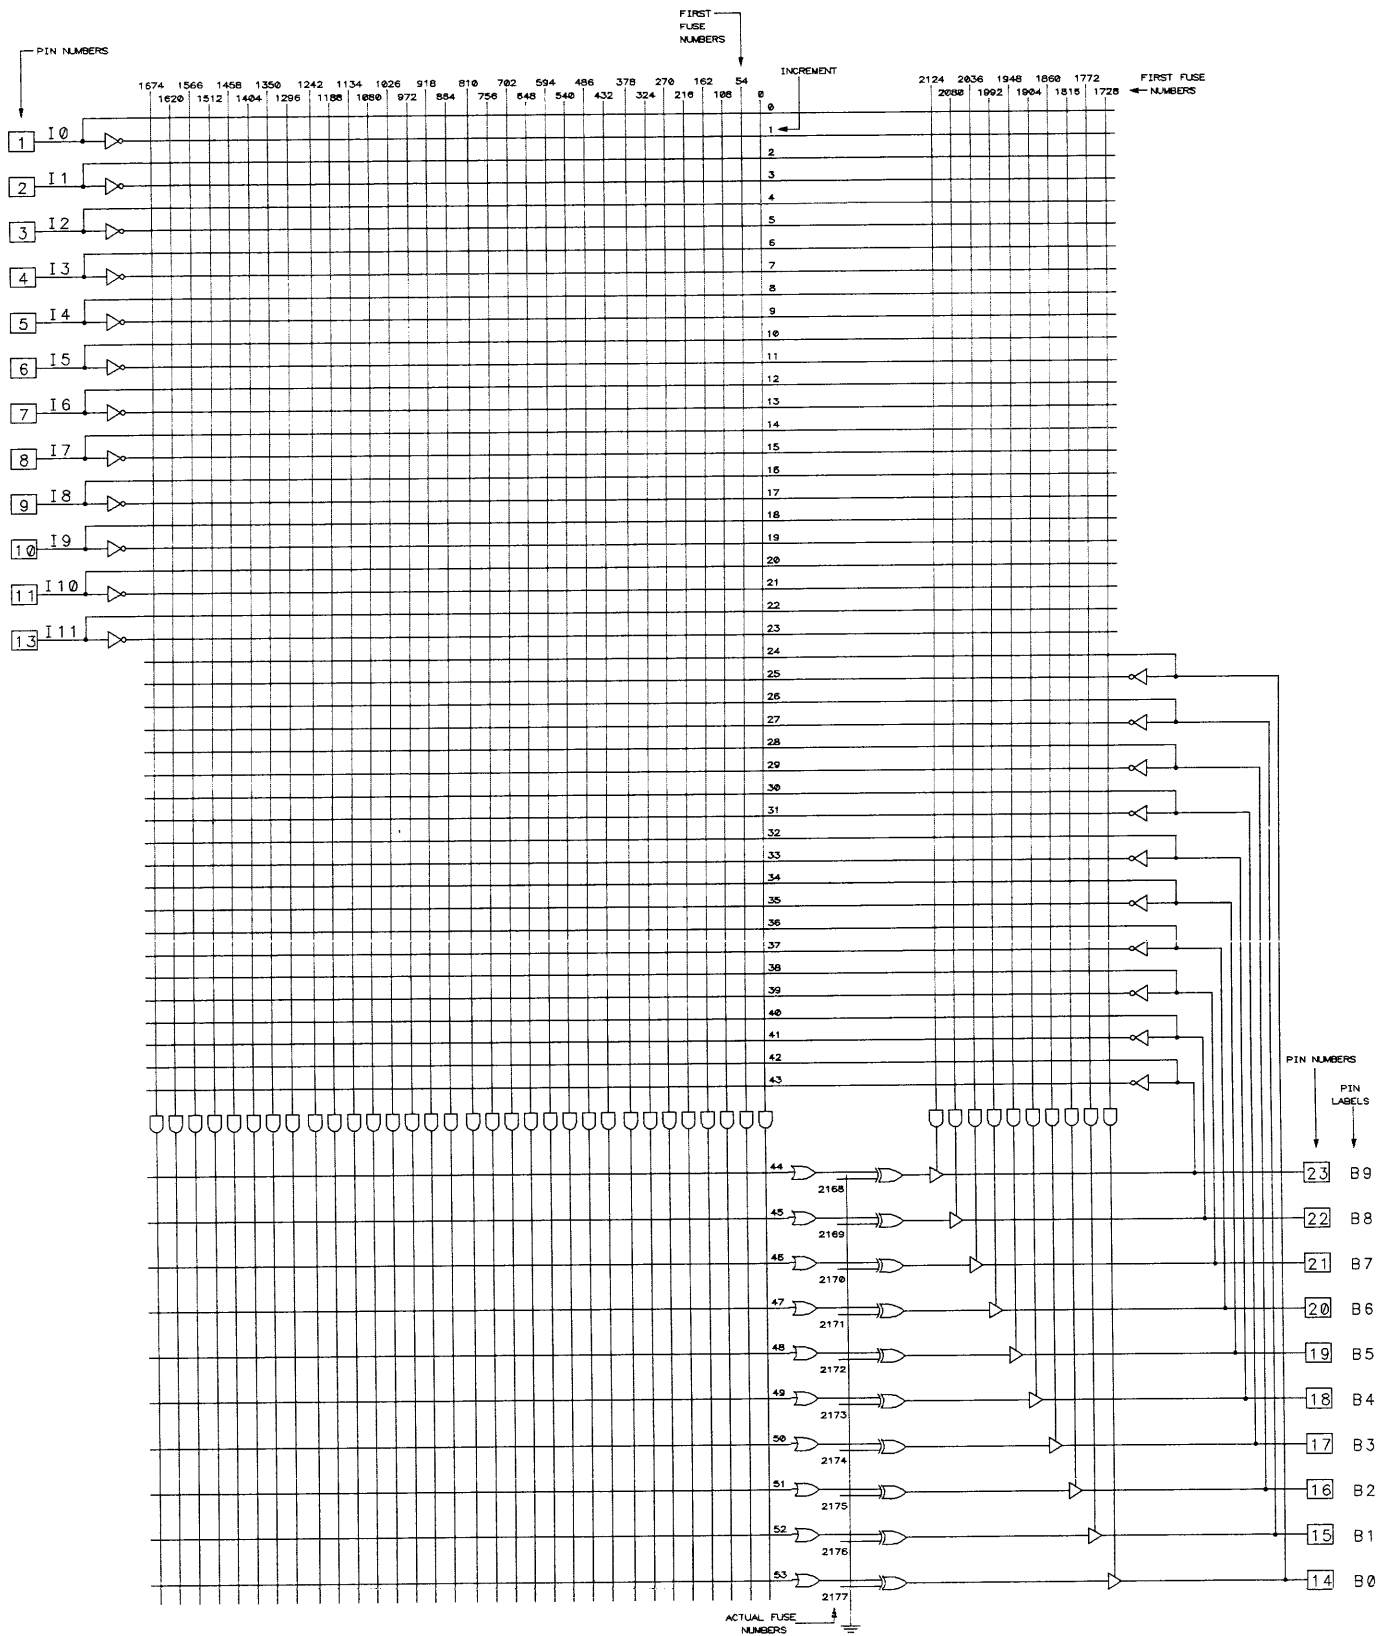 FIRST
FUSE
NUMBERS
PIN NUMBERS
INCREMENT
1674 1566 1458 1350 1242 1134 1026 918 810 702 594 486 378 270 162 54
1620 1512 1404 1296 1188 1080 972 864 756 648 540 432 324 216 108 0
2124 2036 1948 1860 1772
2080 1992 1904 1816 1728
FIRST FUSE
NUMBERS
0
1 I0
1
2
2 I1
3
4
3 I2
5
6
4 I3
7
8
5 I4
9
10
6 I5
11
12
7 I6
13
14
8 I7
15
16
9 I8
17
18
10 I9
19
20
11 I10
21
22
13 I11
23
24
25
26
27
28
29
30
31
32
33
34
35
36
37
38
39
40
41
42
43
PIN NUMBERS
PIN
LABELS
44
2168
23 B9
45
2169
22 B8
46
2170
21 B7
47
2171
20 B6
48
2172
19 B5
49
2173
18 B4
50
2174
17 B3
51
2175
16 B2
52
2176
15 B1
53
2177
14 B0
ACTUAL FUSE
NUMBERS